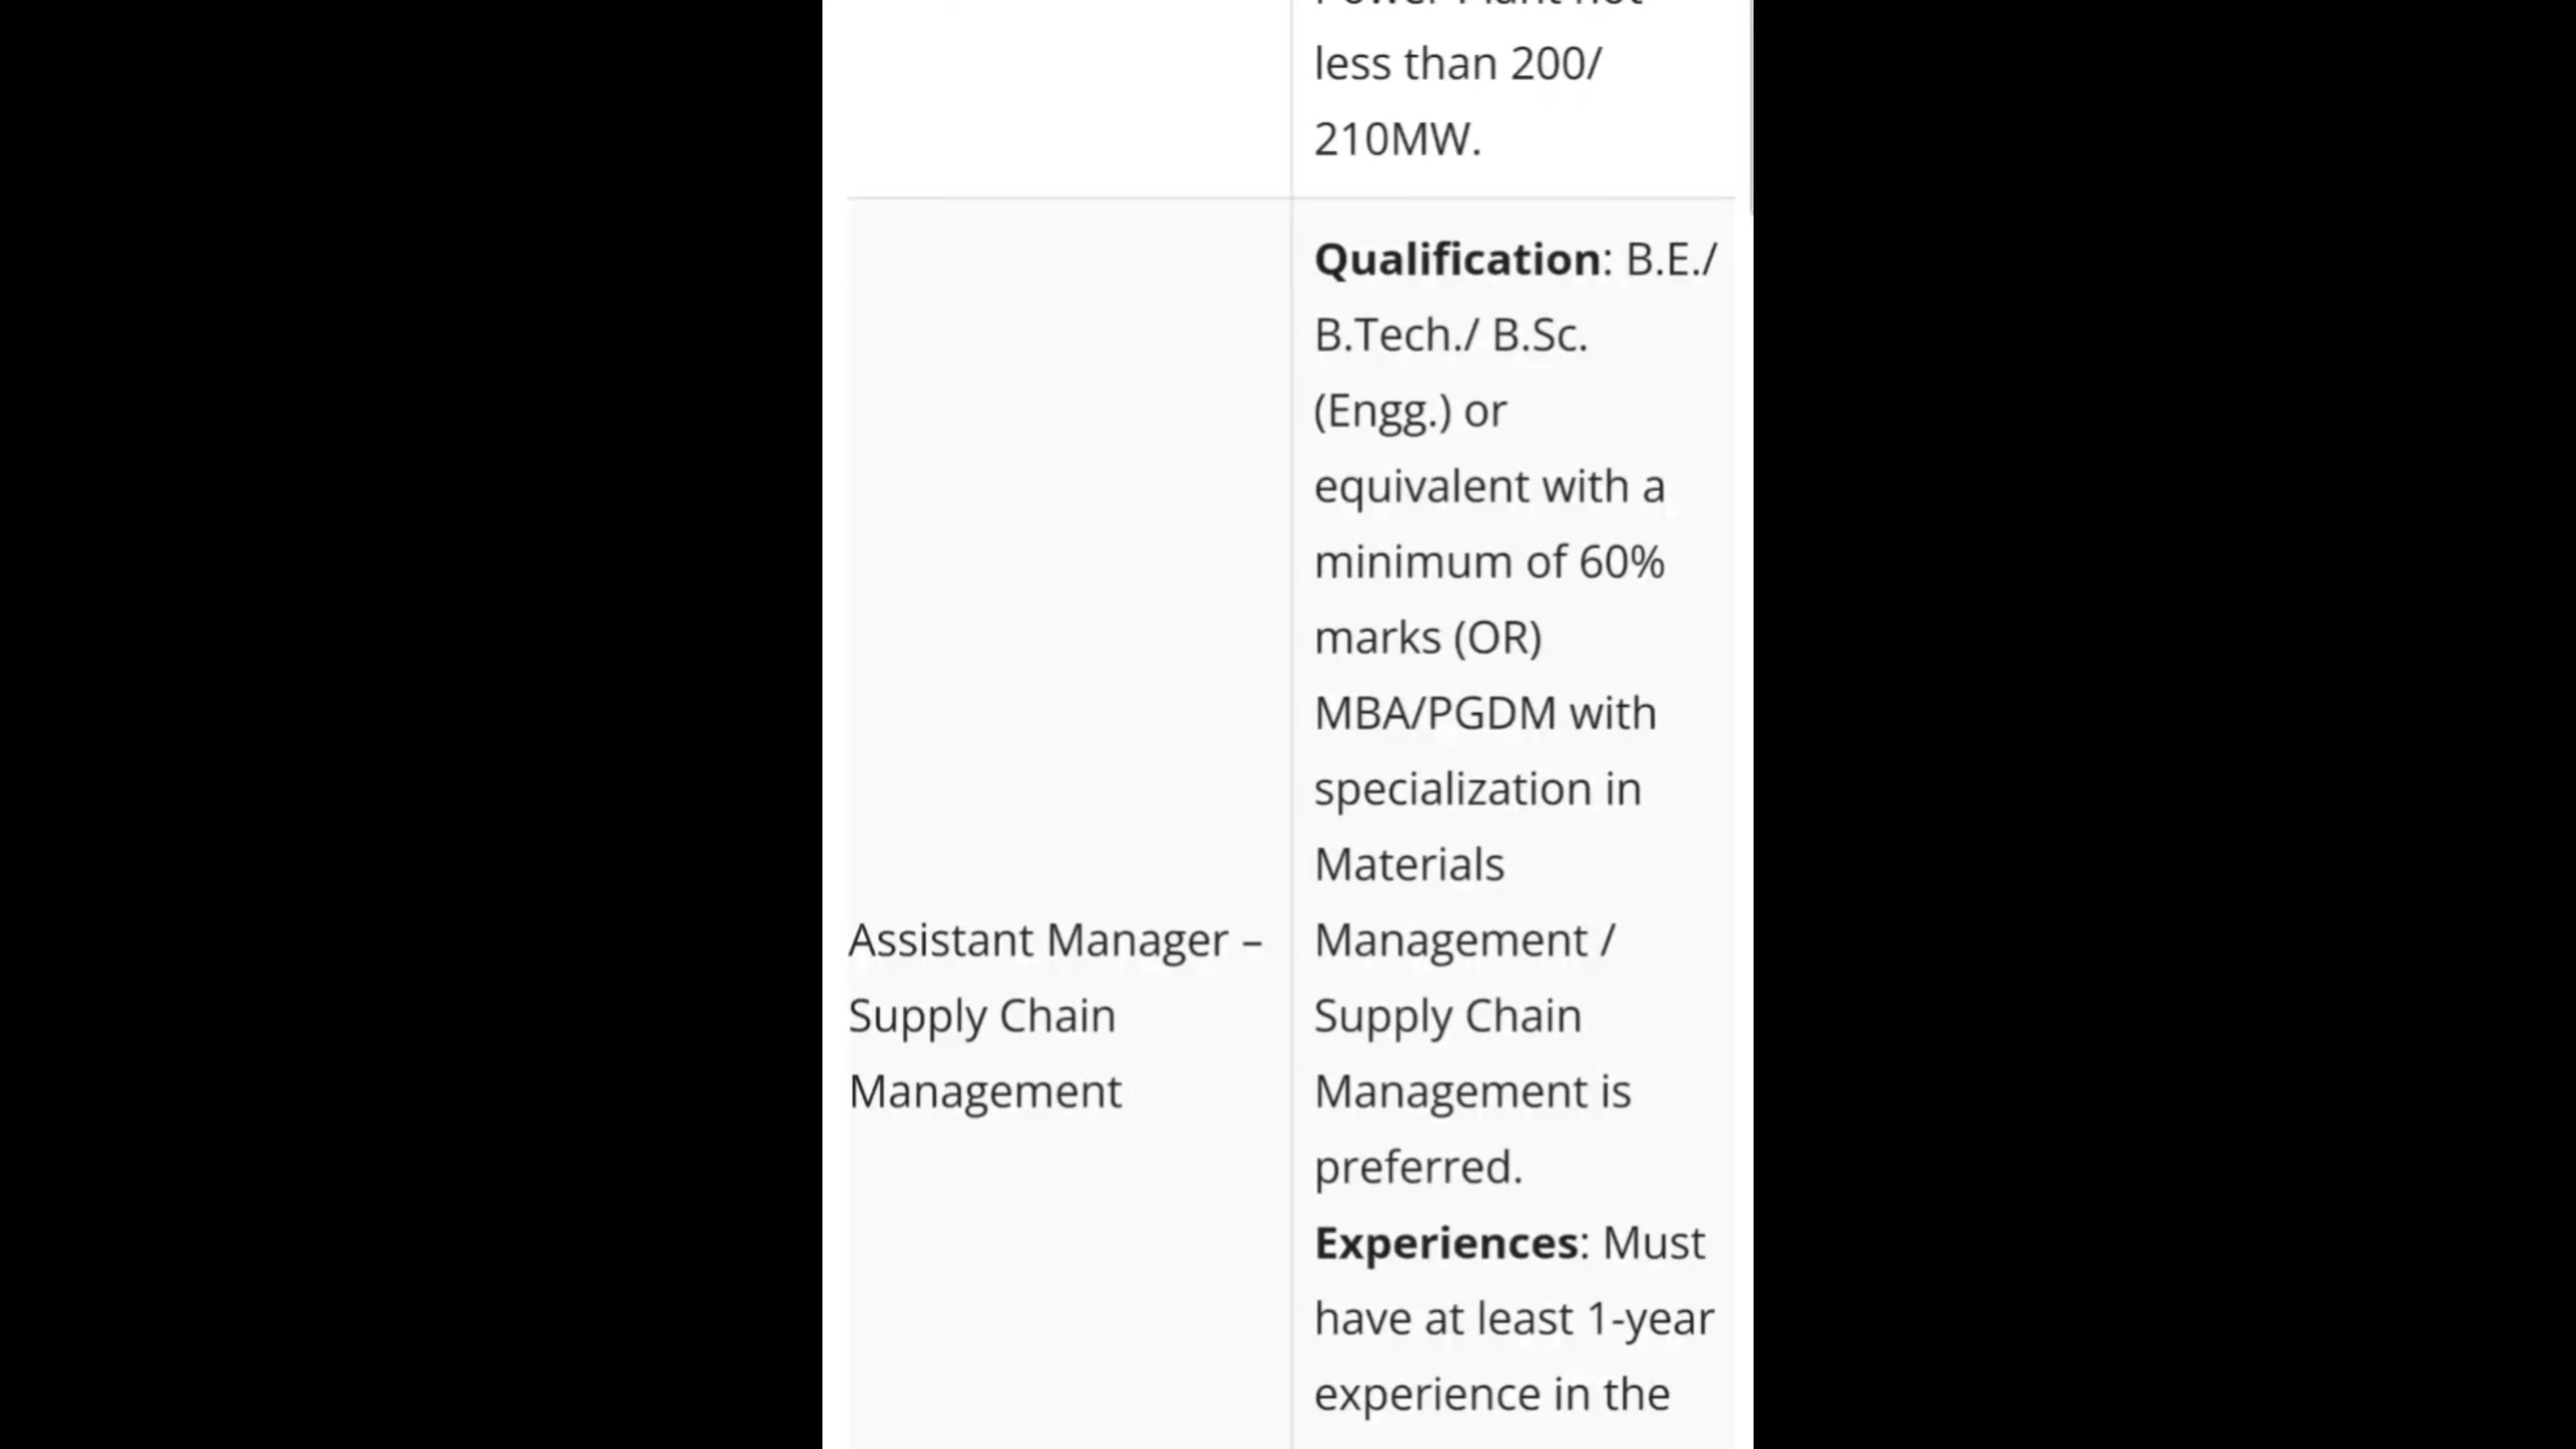 less than 200/
210MW.
Qualification: B.E./
B.Tech./ B.Sc.
(Engg.) or
equivalent with a
minimum of 60%
marks (OR)
MBA/PGDM with
specialization in
Materials
Management /
Supply Chain
Management is
preferred.
Experiences: Must
have at least 1-year
experience in the
Assistant Manager –
Supply Chain
Management